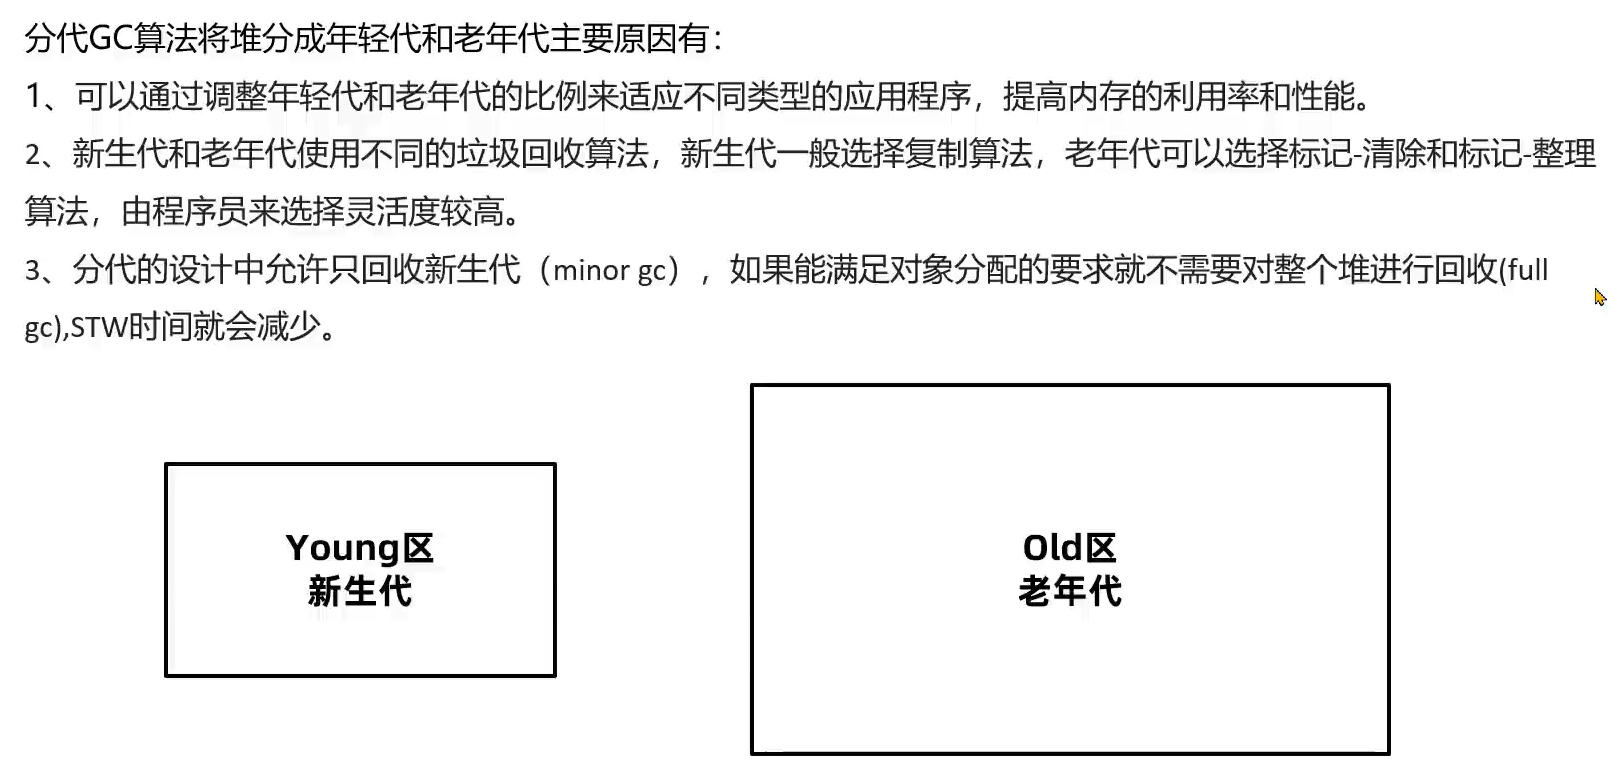 分代GC算法将堆分成年轻代和老年代主要原因有：
1、可以通过调整年轻代和老年代的比例来适应不同类型的应用程序，提高内存的利用率和性能。
2、新生代和老年代使用不同的垃圾回收算法，新生代一般选择复制算法，老年代可以选择标记-清除和标记-整理
算法，由程序员来选择灵活度较高。
3、分代的设计中允许只回收新生代（minor gc），如果能满足对象分配的要求就不需要对整个堆进行回收(full
gc),STW时间就会减少。
Young区
新生代
Old区
老年代